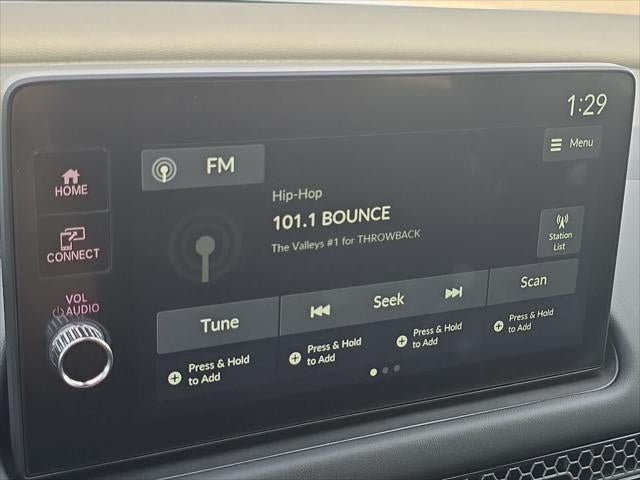 1:29
FM
Menu
HOME
Hip-Hop
101.1 BOUNCE
The Valleys #1 for THROWBACK
CONNECT
Station
List
VOL
AUDIO
Tune
Seek
Scan
Press & Hold
to Add
Press & Hold
to Add
Press & Hold
to Add
Press & Hold
to Add